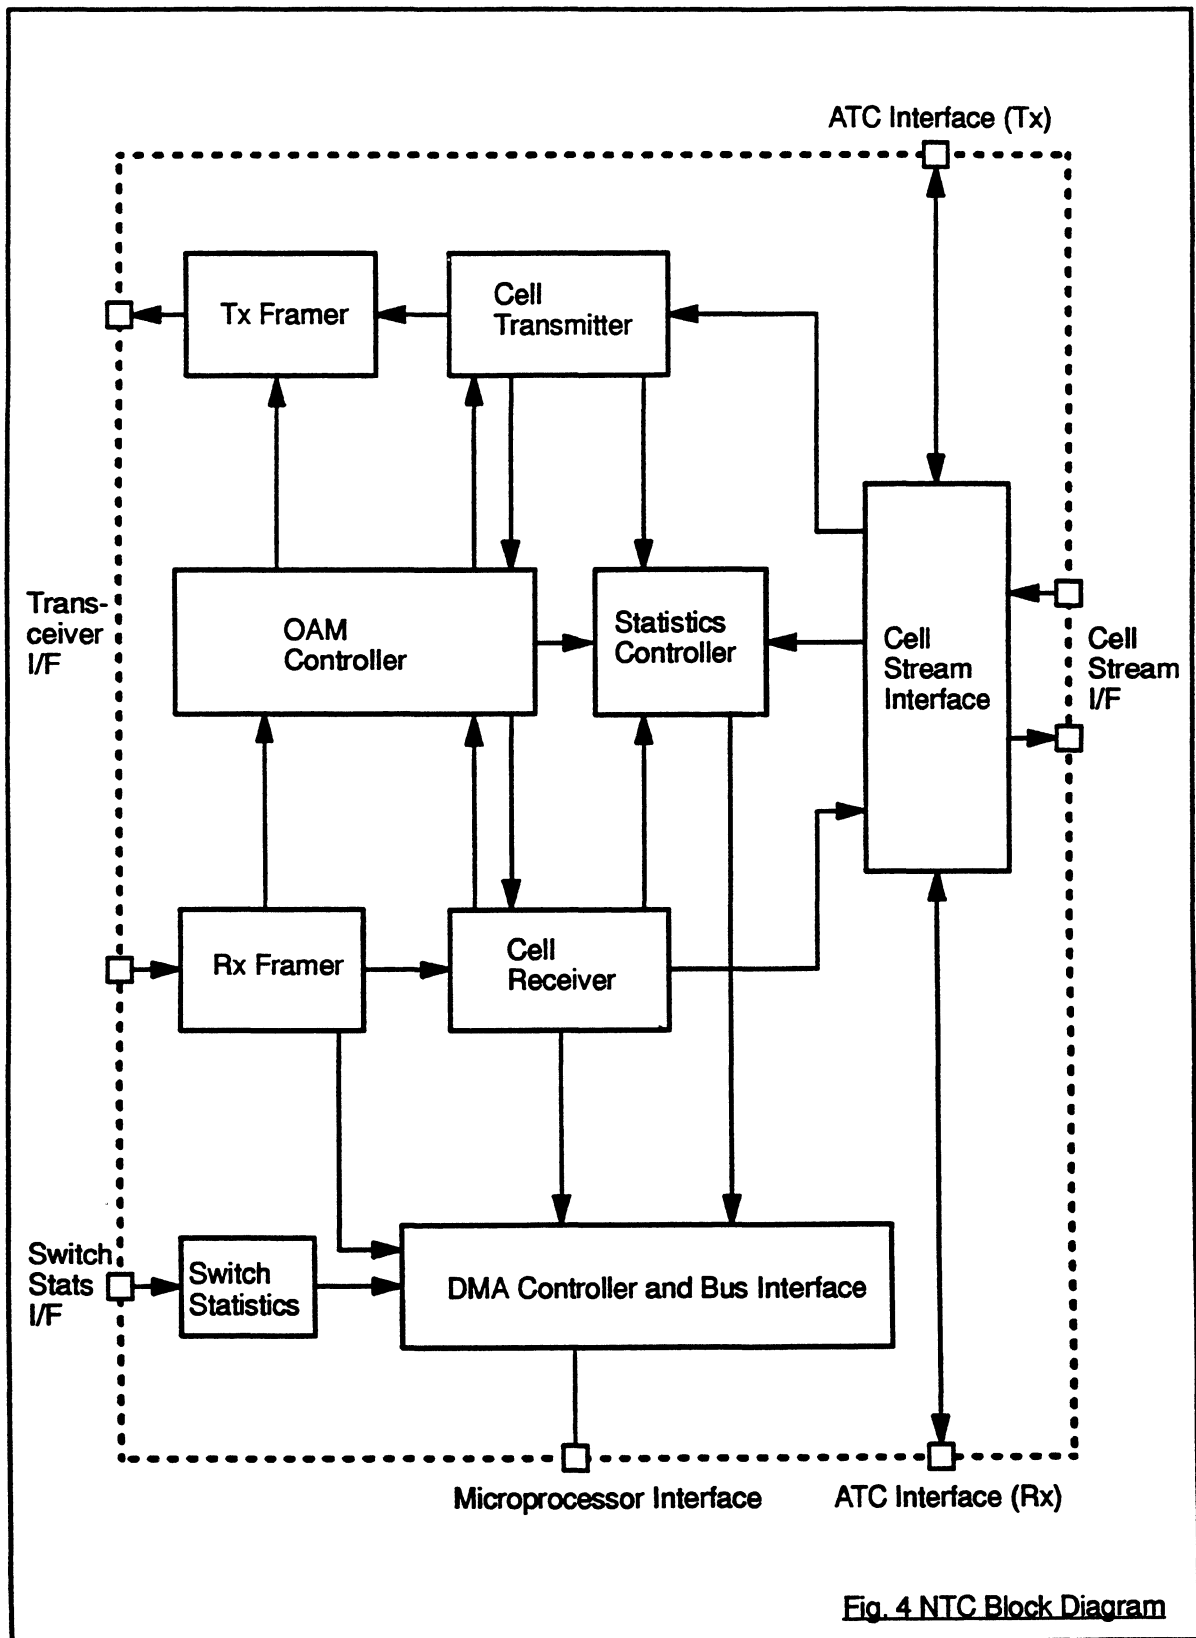 ATC Interface (Tx)
Tx Framer
Cell
Transmitter
Trans-
ceiver
I/F
OAM
Controller
Statistics
Controller
Cell
Stream
Interface
Cell
Stream
I/F
Rx Framer
Cell
Receiver
Switch
Stats
I/F
Switch
Statistics
DMA Controller and Bus Interface
Microprocessor Interface
ATC Interface (Rx)
Fig. 4 NTC Block Diagram